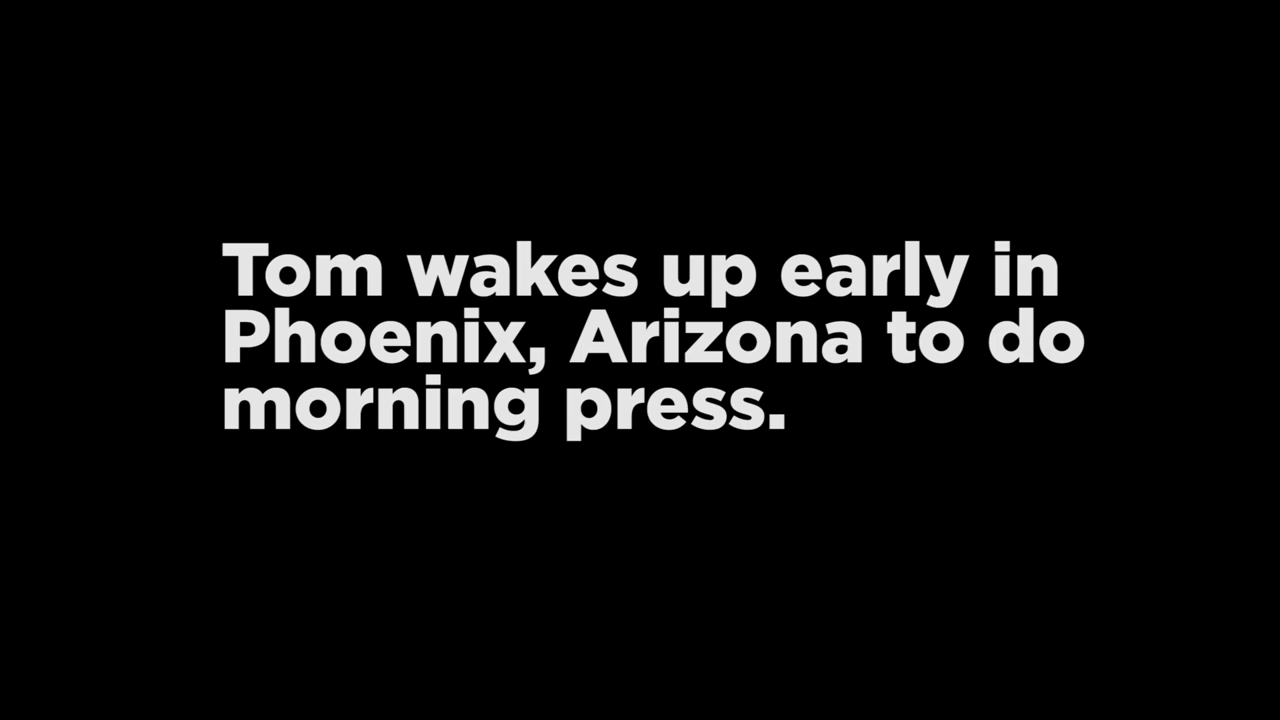 Tom wakes up early in
Phoenix, Arizona to do
morning press.